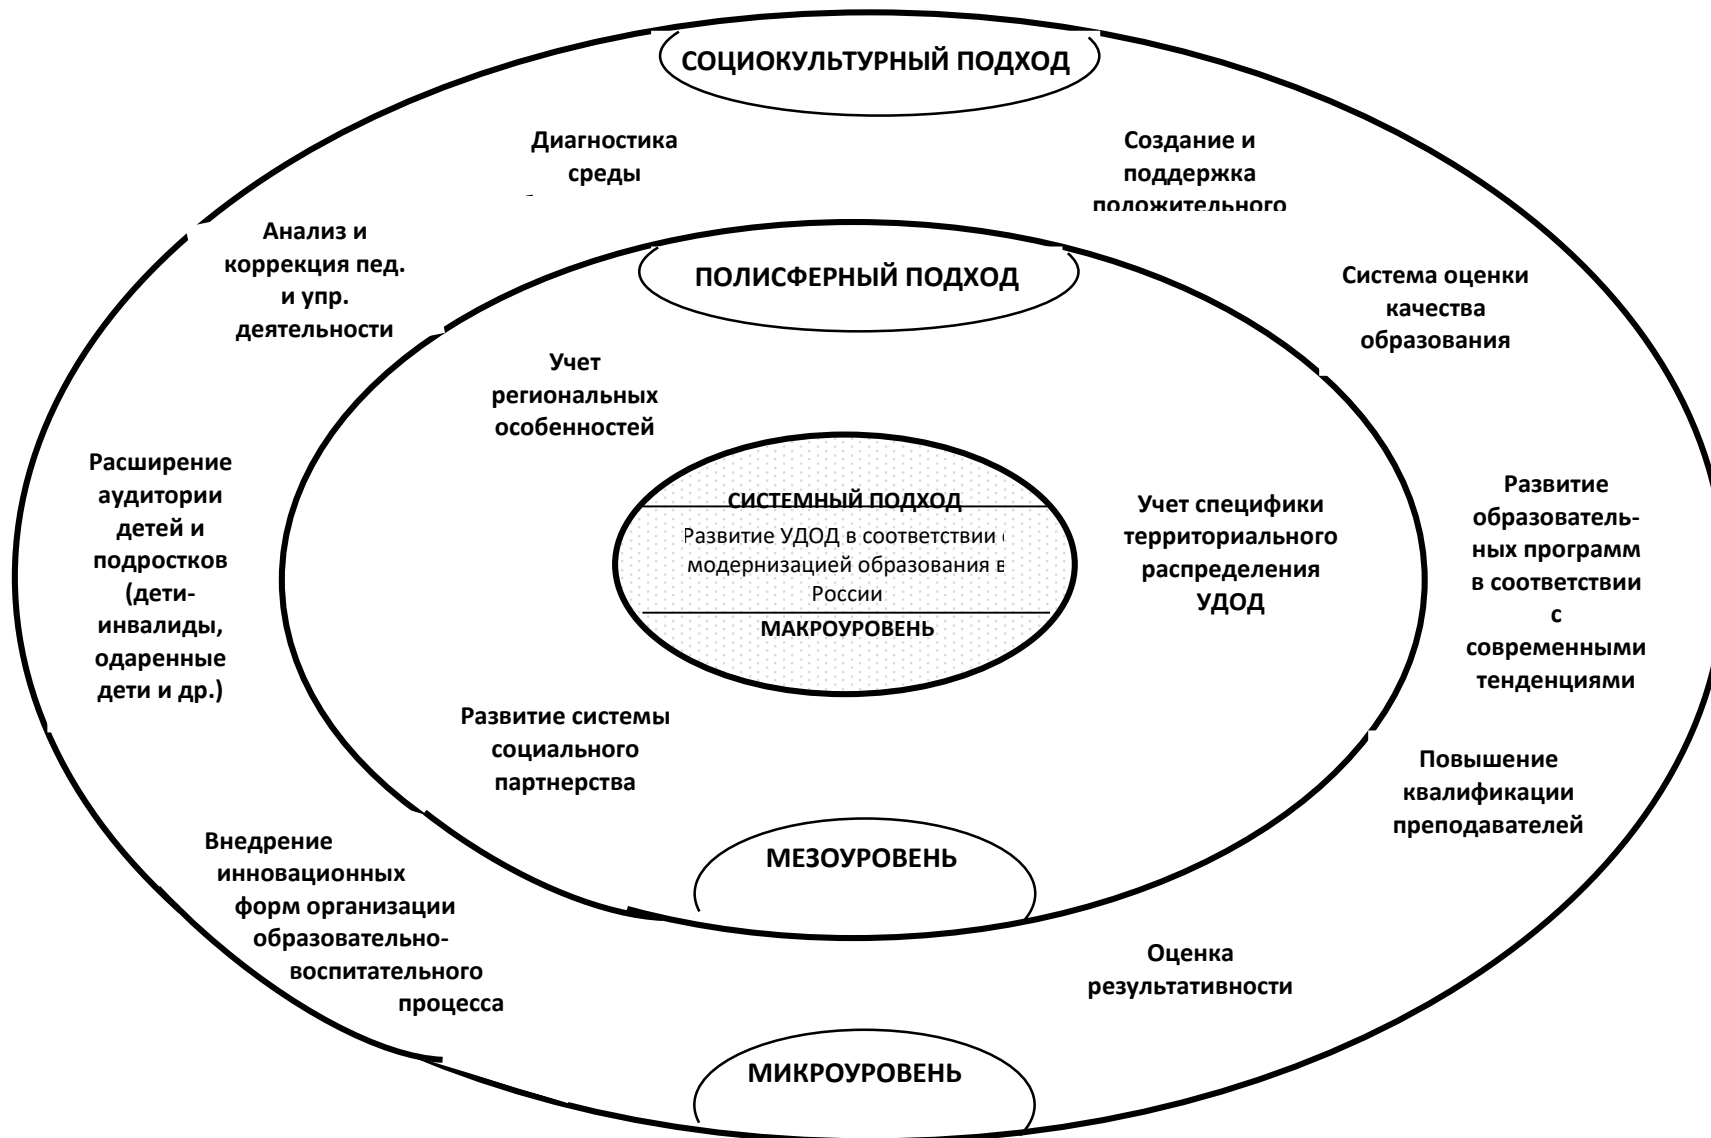 СОЦИОКУЛЬТУРНЫЙ ПОДХОД
Диагностика
среды
Создание и
поддержка
положительного
Анализ и
коррекция пед.
и упр.
деятельности
ПОЛИСФЕРНЫЙ ПОДХОД
Система оценки
качества
образования
Учет
региональных
особенностей
Расширение
аудитории
детей и
подростков
(дети-
инвалиды,
одаренные
дети и др.)
СИСТЕМНЫЙ ПОДХОД
Развитие УДОД в соответствии
модернизацией образования в
России
МАКРОУРОВЕНЬ
Учет специфики
территориального
распределения
УДОД
Развитие
образователь-
ных программ
в соответствии
с
современными
тенденциями
Развитие системы
социального
партнерства
Повышение
квалификации
преподавателей
Внедрение
инновационных
форм организации
образовательно-
воспитательного
процесса
МЕЗОУРОВЕНЬ
Оценка
результативности
МИКРОУРОВЕНЬ